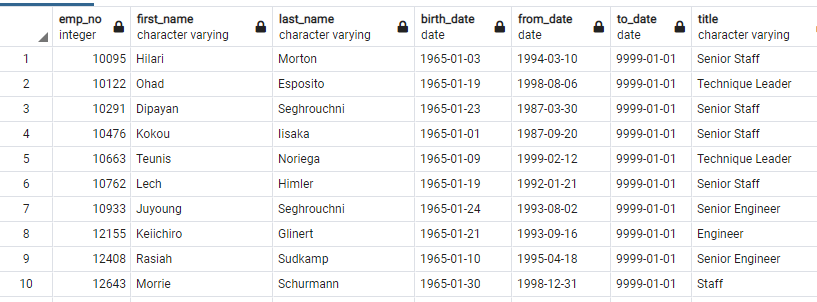 emp_no first_name last_name birth_date from_date to_date title
integer character varying character varying date date date character varying
1 10095 Hilari Morton 1965-01-03 1994-03-10 9999-01-01 Senior Staff
2 10122 Ohad Esposito 1965-01-19 1998-08-06 9999-01-01 Technique Leader
3 10291 Dipayan Seghrouchni 1965-01-23 1987-03-30 9999-01-01 Senior Staff
4 10476 Kokou Iisaka 1965-01-01 1987-09-20 9999-01-01 Senior Staff
5 10663 Teunis Noriega 1965-01-09 1999-02-12 9999-01-01 Technique Leader
6 10762 Lech Himler 1965-01-19 1992-01-21 9999-01-01 Senior Staff
7 10933 Juyoung Seghrouchni 1965-01-24 1993-08-02 9999-01-01 Senior Engineer
8 12155 Keiichiro Glinert 1965-01-21 1993-09-16 9999-01-01 Engineer
9 12408 Rasiah Sudkamp 1965-01-10 1995-04-18 9999-01-01 Senior Engineer
10 12643 Morrie Schurmann 1965-01-30 1998-12-31 9999-01-01 Staff